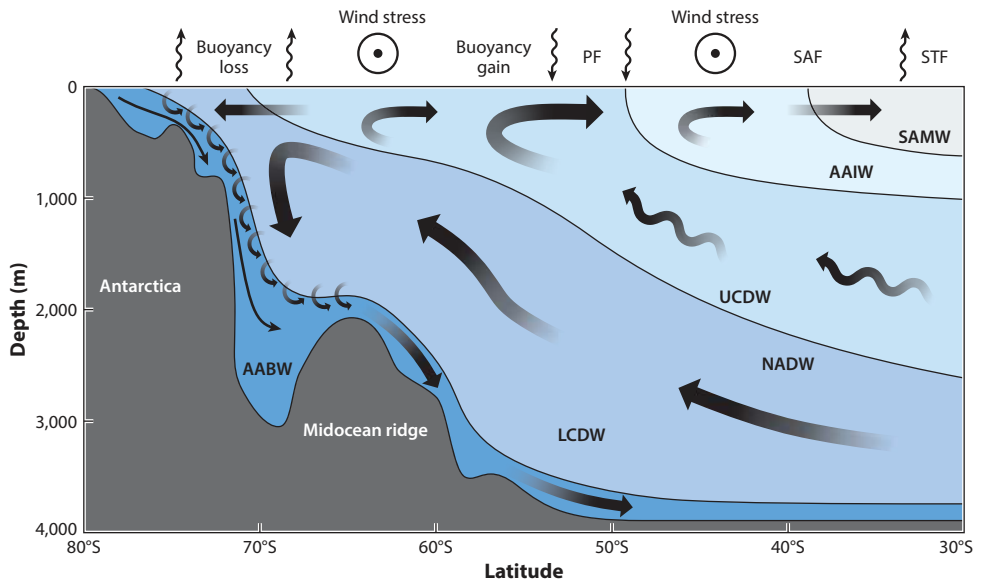 Wind stress
Wind stress
Buoyancy
loss
Buoyancy
gain
PF
SAF
STF
0
1,000
2,000
3,000
4,000
Depth (m)
SAMW
AAIW
UCDW
NADW
LCDW
AABW
Antarctica
Midocean ridge
80°S
70°S
60°S
50°S
40°S
30°S
Latitude